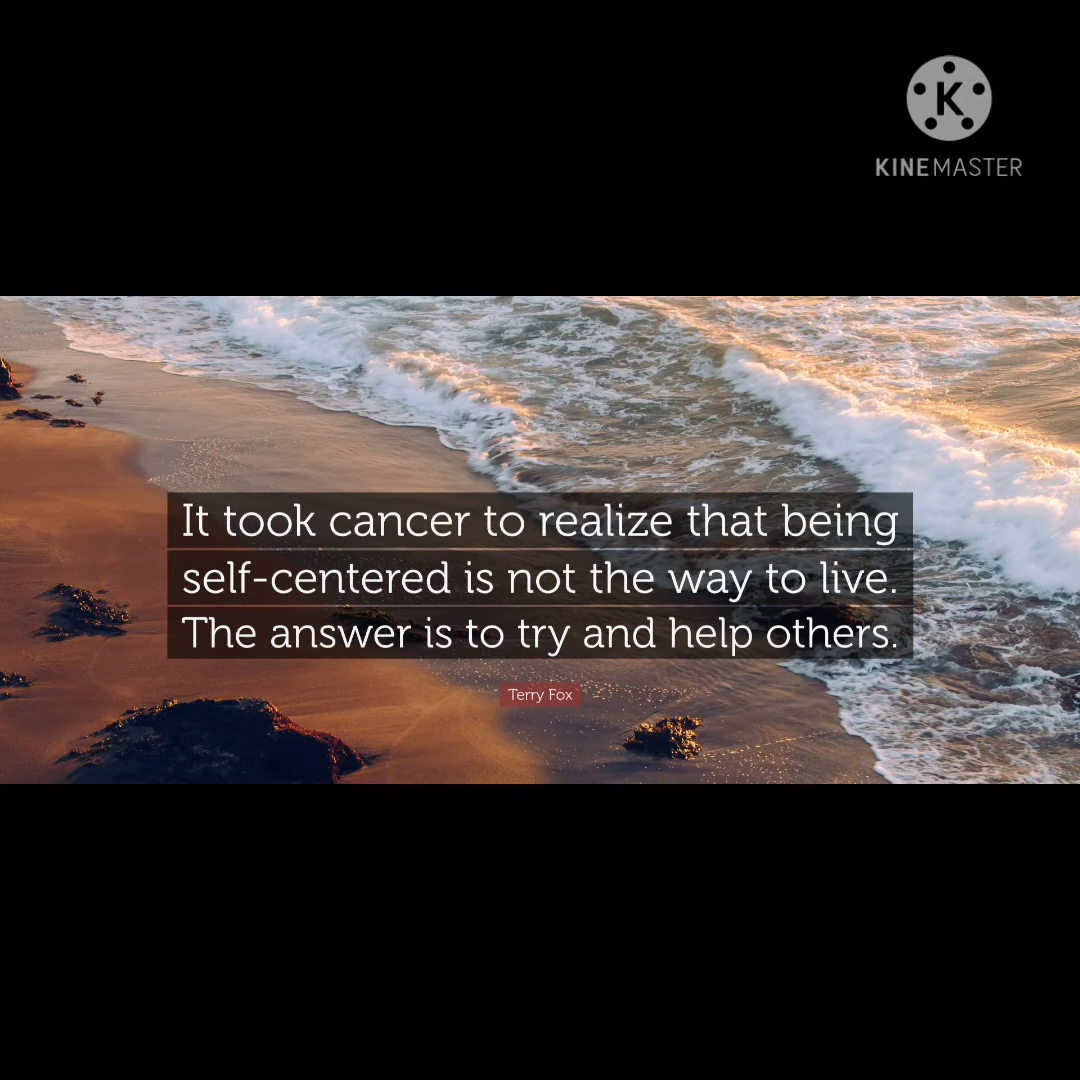 K
KINEMASTER
It took cancer to realize that being
self-centered is not the way to live.
The answer is to try and help others.
Terry Fox